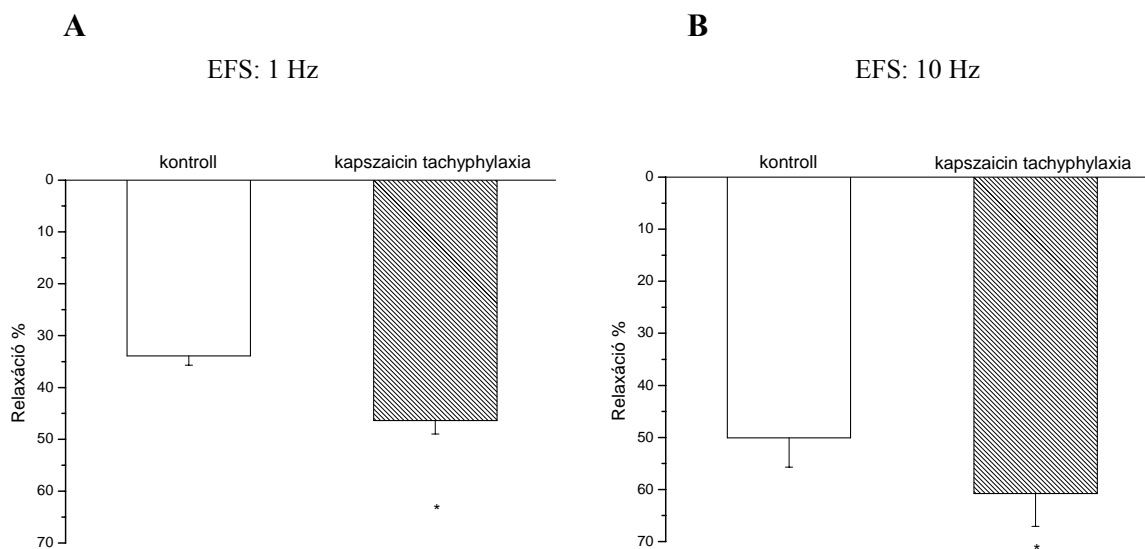 A
EFS: 1 Hz
kontroll
kapszaicin tachyphylaxia
0
10
20
30
40
50
60
70
Relaxáció %
*
B
EFS: 10 Hz
kontroll
kapszaicin tachyphylaxia
0
10
20
30
40
50
60
70
Relaxáció %
*